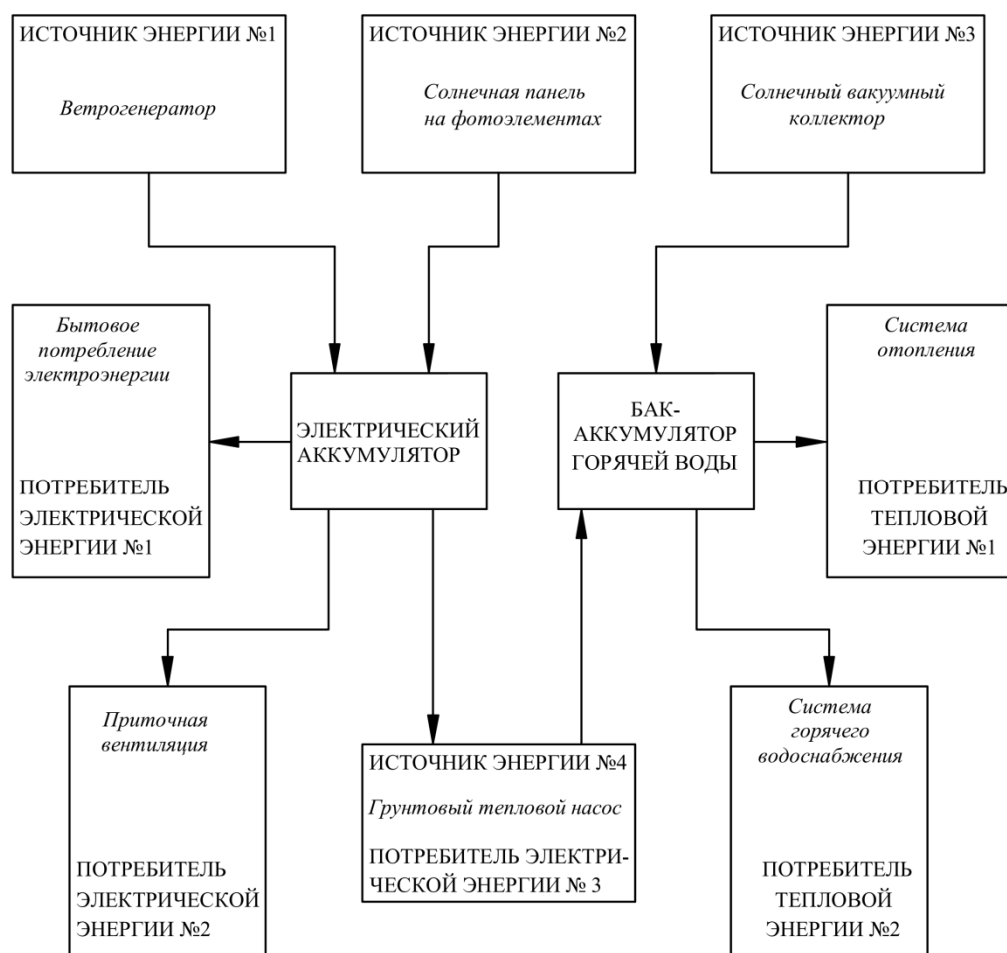 ИСТОЧНИК ЭНЕРГИИ №1
Ветрогенератор
ИСТОЧНИК ЭНЕРГИИ №2
Солнечная панель
на фотоэлементах
ИСТОЧНИК ЭНЕРГИИ №3
Солнечный вакуумный
коллектор
Бытовое
потребление
электроэнергии
ПОТРЕБИТЕЛЬ
ЭЛЕКТРИЧЕСКОЙ
ЭНЕРГИИ №1
ЭЛЕКТРИЧЕСКИЙ
АККУМУЛЯТОР
БАК-
АККУМУЛЯТОР
ГОРЯЧЕЙ ВОДЫ
Система
отопления
ПОТРЕБИТЕЛЬ
ТЕПЛОВОЙ
ЭНЕРГИИ №1
Приточная
вентиляция
ПОТРЕБИТЕЛЬ
ЭЛЕКТРИЧЕСКОЙ
ЭНЕРГИИ №2
ИСТОЧНИК ЭНЕРГИИ №4
Грунтовый тепловой насос
ПОТРЕБИТЕЛЬ ЭЛЕКТРИ-
ЧЕСКОЙ ЭНЕРГИИ № 3
Система
горячего
водоснабжения
ПОТРЕБИТЕЛЬ
ТЕПЛОВОЙ
ЭНЕРГИИ №2